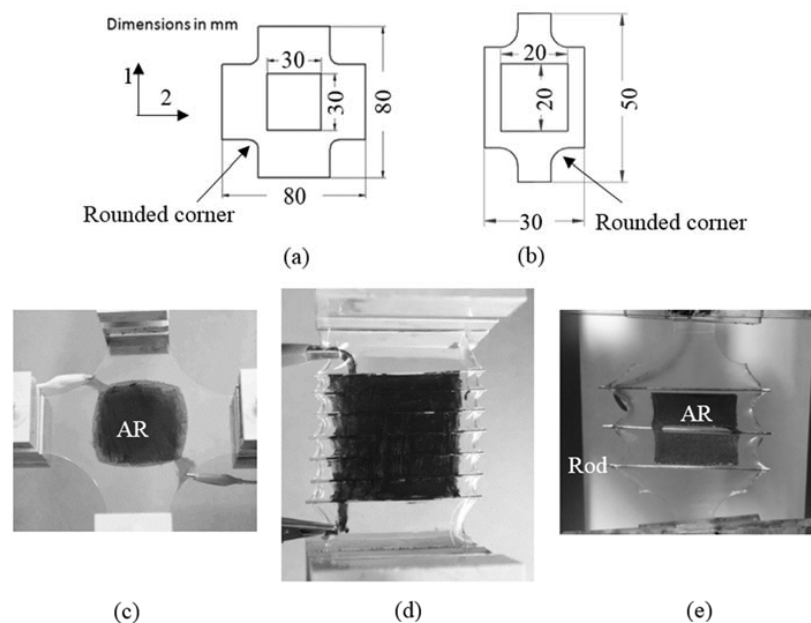 Dimensions in mm
1
2
30
30
80
80
Rounded corner
(a)
20
20
50
30
Rounded corner
(b)
AR
AR
Rod
(c)
(d)
(e)